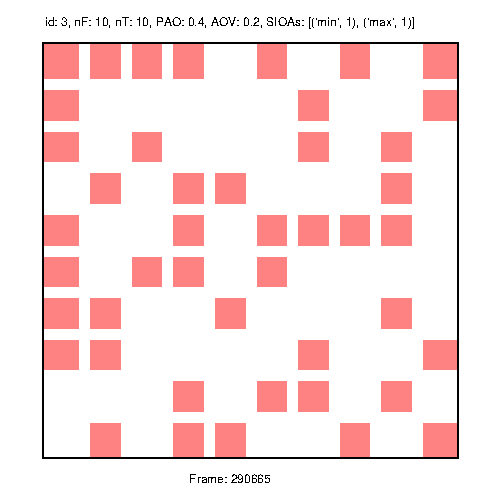 id: 3, nF: 10, nT: 10, PAO: 0.4, AOV: 0.2, SIOAs: [('min', 1), ('max', 1)]
Frame: 290665